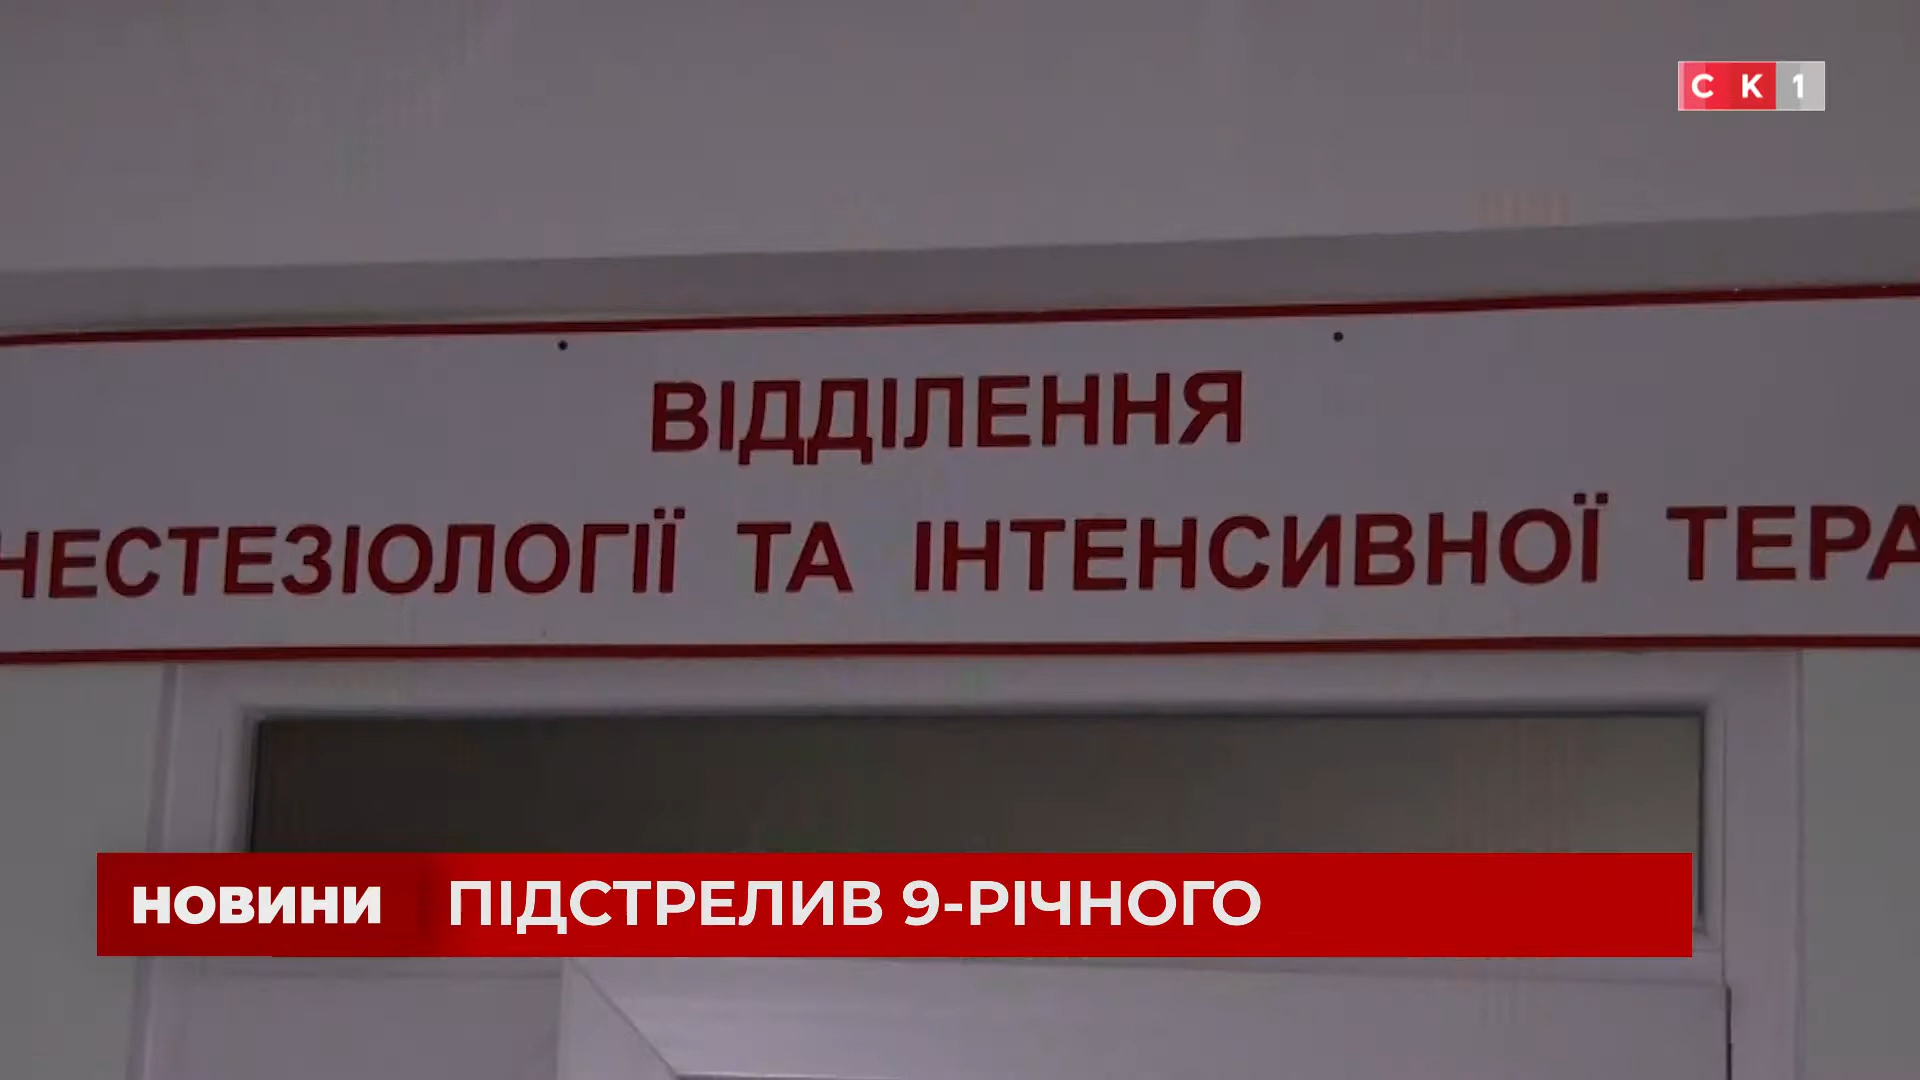 СК1
ВІДДІЛЕННЯ
НЕСТЕЗІОЛОГІЇ ТА ІНТЕНСИВНОЇ ТЕРА
НОВИНИ ПІДСТРЕЛИВ 9-РІЧНОГО